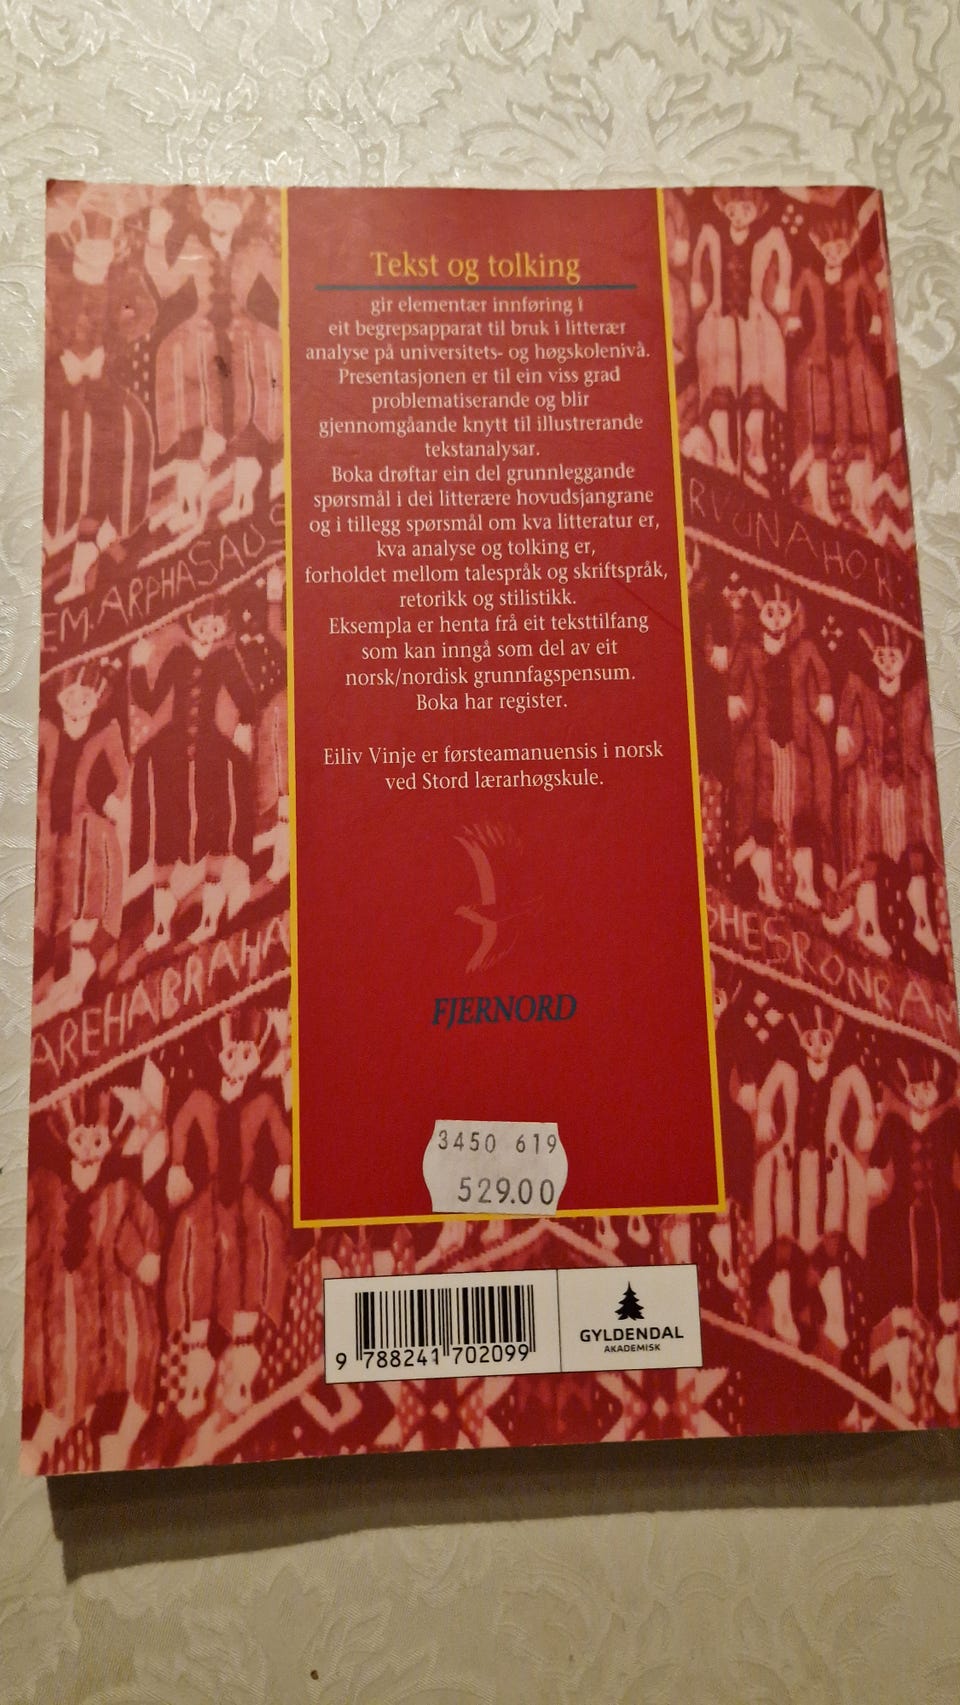 Tekst og tolking
gir elementær innføring i
eit begrepsapparat til bruk i litterær
analyse på universitets- og høgskolenivå.
Presentasjonen er til ein viss grad
problematiserande og blir
gjennomgåande knytt til illustrerande
tekstanalysar.
Boka drøftar ein del grunnleggande
spørsmål i dei litterære hovudsjangrane
og i tillegg spørsmål om kva litteratur er,
kva analyse og tolking er,
forholdet mellom talespråk og skriftspråk,
retorikk og stilistikk.
Eksempla er henta frå eit teksttilfang
som kan inngå som del av eit
norsk/nordisk grunnfagspensum.
Boka har register.
Eiliv Vinje er førsteamanuensis i norsk
ved Stord lærarhøgskule.
FJERNORD
3450 619
529.00
9 788241 702099
GYLDENDAL
AKADEMISK
EM. ARPHASAUS
RVUNAHOR
AREHABRAHA
PHESRONRAM